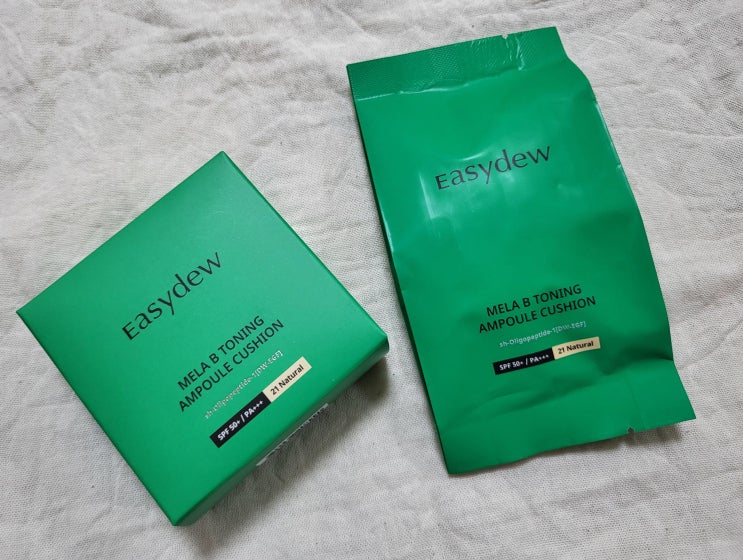 Easydew
MELA B TONING
AMPOULE CUSHION
sh-Oligopeptide-1[DW-EGF]
SPF 50+ / PA+++ 21 Natural
Easydew
MELA B TONING
AMPOULE CUSHION
sh-Oligopeptide-1[DW-EGF]
SPF 50+ / PA+++ 21 Natural